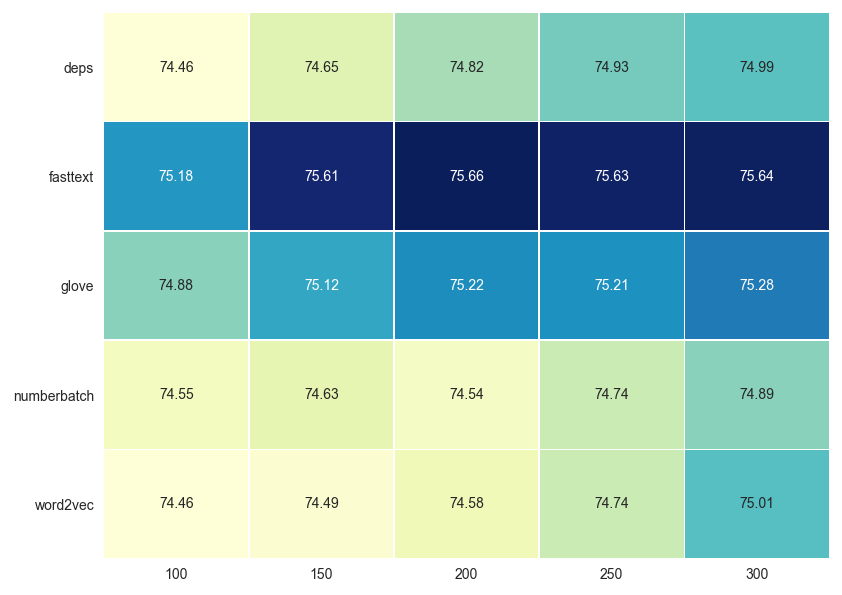 deps 74.46 74.65 74.82 74.93 74.99
fasttext 75.18 75.61 75.66 75.63 75.64
glove 74.88 75.12 75.22 75.21 75.28
numberbatch 74.55 74.63 74.54 74.74 74.89
word2vec 74.46 74.49 74.58 74.74 75.01
100 150 200 250 300